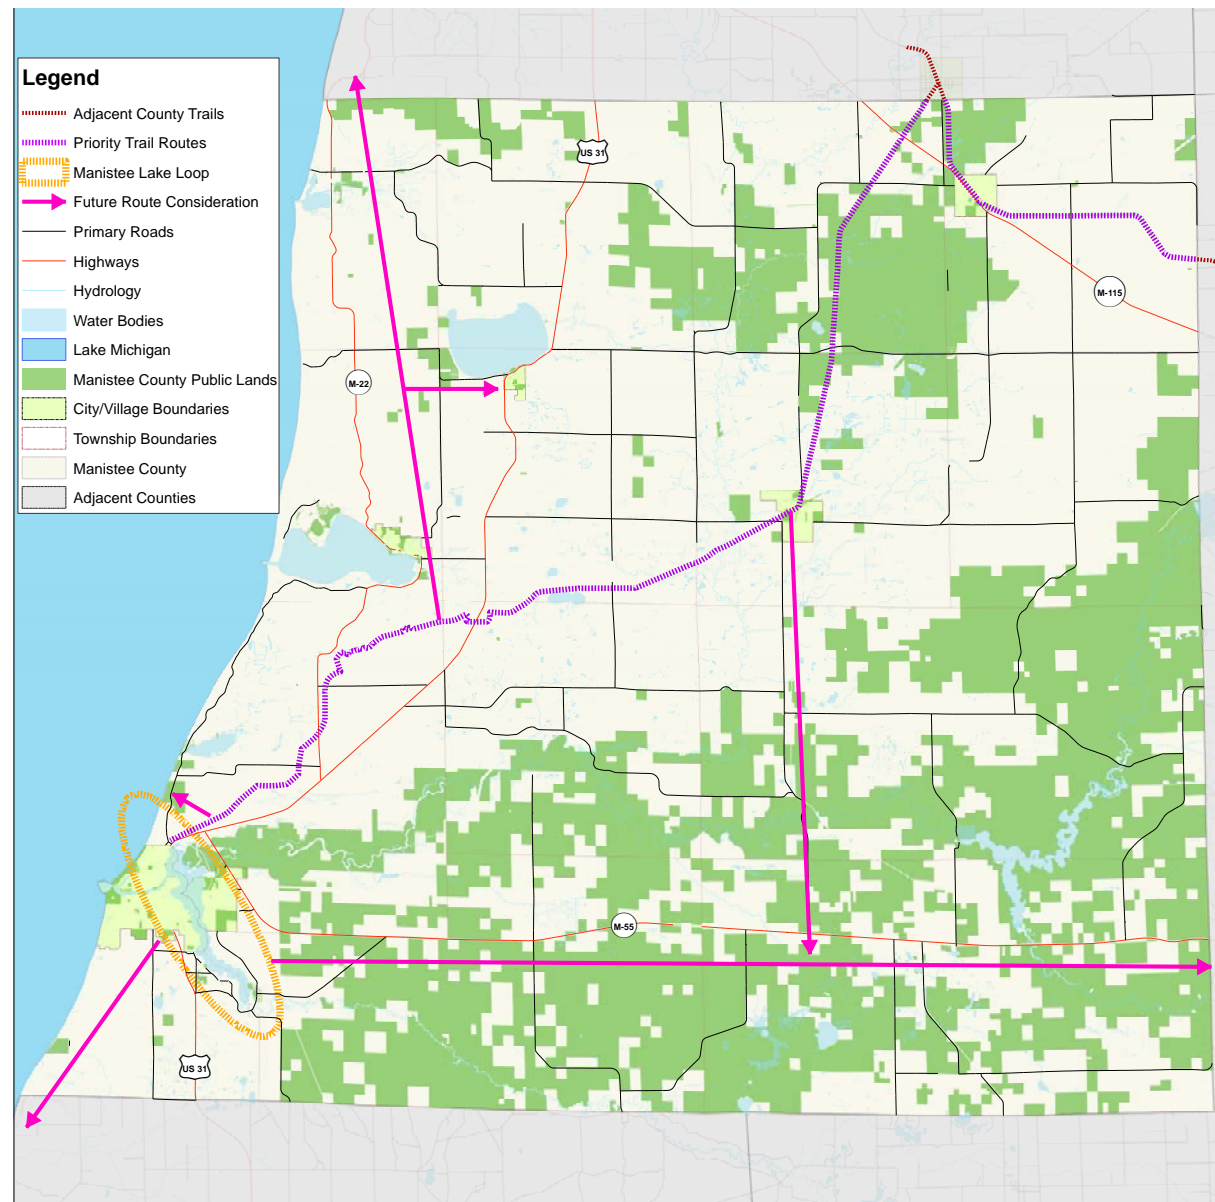 Legend
Adjacent County Trails
Priority Trail Routes
Manistee Lake Loop
Future Route Consideration
Primary Roads
Highways
Hydrology
Water Bodies
Lake Michigan
Manistee County Public Lands
City/Village Boundaries
Township Boundaries
Manistee County
Adjacent Counties
US 31
M-115
M-22
M-55
US 31